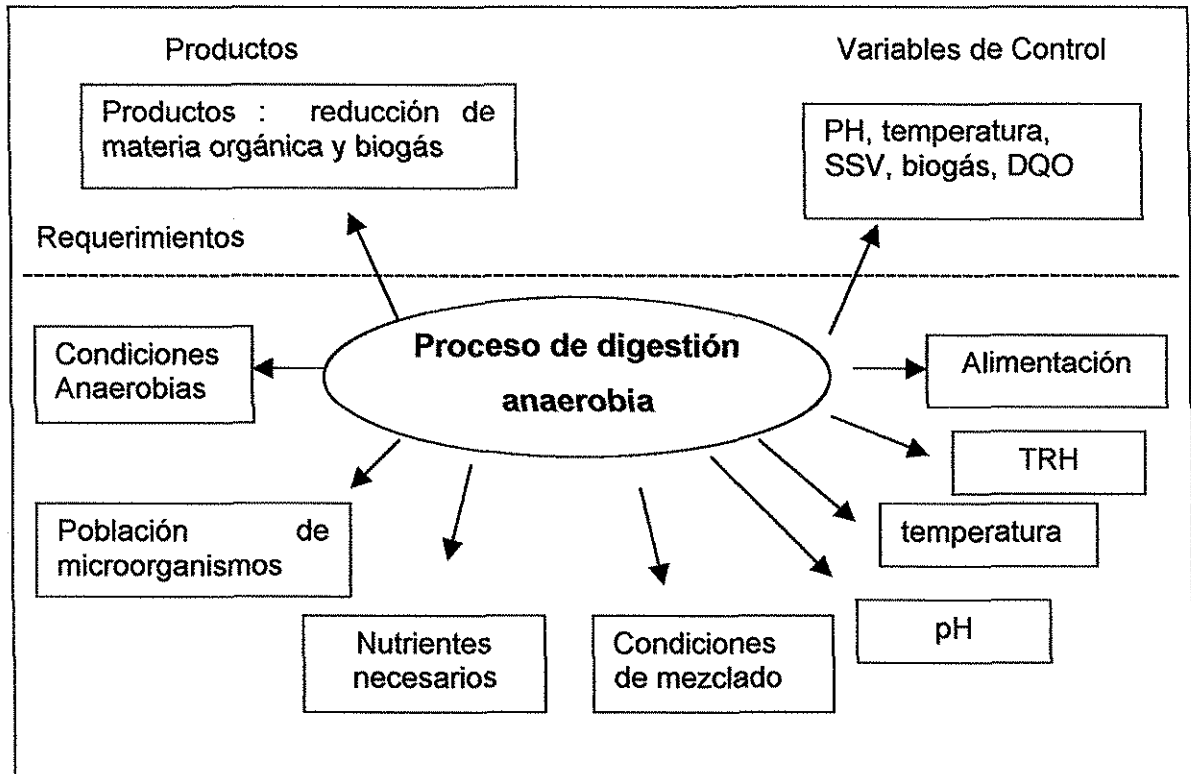 Productos
Variables de Control
Productos : reducción de
materia orgánica y biogás
PH, temperatura,
SSV, biogás, DQO
Requerimientos
Proceso de digestión
anaerobia
Condiciones
Anaerobias
Alimentación
TRH
Población de
microorganismos
temperatura
Nutrientes
necesarios
Condiciones
de mezclado
pH